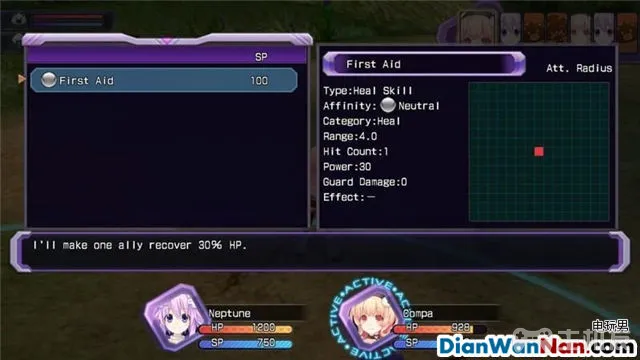 SP
First Aid 100
First Aid
Att. Radius
Type:Heal Skill
Affinity: Neutral
Category:Heal
Range:4.0
Hit Count:1
Power:30
Guard Damage:0
Effect:—
I'll make one ally recover 30% HP.
Neptune
HP 1200
SP 750
ACTIVE ACTIVE ACTIVE
Compa
HP 928
SP
电玩男
DianWanNan.com